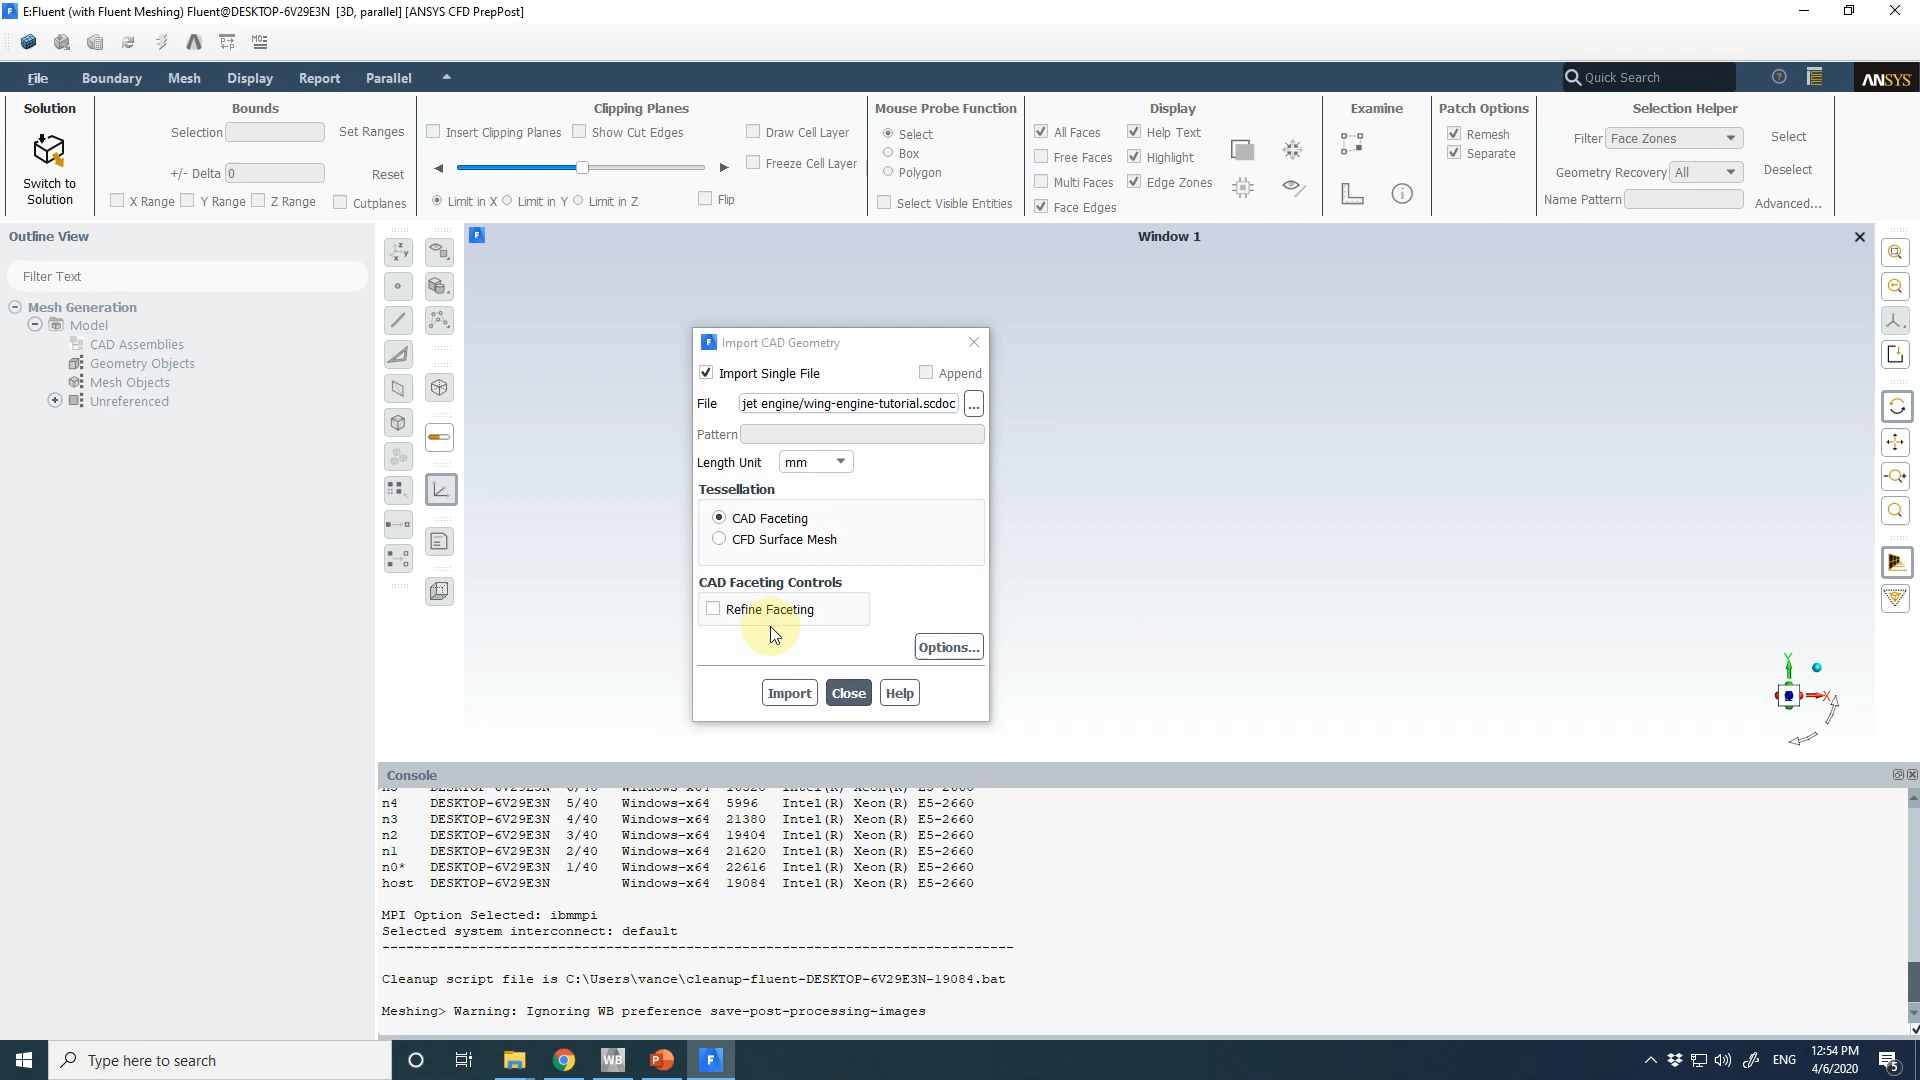 E:Fluent (with Fluent Meshing) Fluent@DESKTOP-6V29E3N [3D, parallel] [ANSYS CFD PrepPost]
File Boundary Mesh Display Report Parallel
Quick Search
ANSYS
Solution
Switch to
Solution
Bounds
Selection
Set Ranges
+/- Delta 0
Reset
X Range Y Range Z Range Cutplanes
Clipping Planes
Insert Clipping Planes Show Cut Edges Draw Cell Layer
Freeze Cell Layer
Limit in X Limit in Y Limit in Z Flip
Mouse Probe Function
Select
Box
Polygon
Select Visible Entities
Display
All Faces Help Text
Free Faces Highlight
Multi Faces Edge Zones
Face Edges
Examine
Patch Options
Remesh
Separate
Selection Helper
Filter Face Zones Select
Geometry Recovery All Deselect
Name Pattern Advanced...
Outline View
Filter Text
Mesh Generation
Model
CAD Assemblies
Geometry Objects
Mesh Objects
Unreferenced
Window 1
Import CAD Geometry
Import Single File Append
File jet engine/wing-engine-tutorial.scdoc ...
Pattern
Length Unit mm
Tessellation
CAD Faceting
CFD Surface Mesh
CAD Faceting Controls
Refine Faceting
Options...
Import Close Help
Y
X
Console
n4 DESKTOP-6V29E3N 5/40 Windows-x64 5996 Intel(R) Xeon(R) E5-2660
n3 DESKTOP-6V29E3N 4/40 Windows-x64 21380 Intel(R) Xeon(R) E5-2660
n2 DESKTOP-6V29E3N 3/40 Windows-x64 19404 Intel(R) Xeon(R) E5-2660
n1 DESKTOP-6V29E3N 2/40 Windows-x64 21620 Intel(R) Xeon(R) E5-2660
n0* DESKTOP-6V29E3N 1/40 Windows-x64 22616 Intel(R) Xeon(R) E5-2660
host DESKTOP-6V29E3N Windows-x64 19084 Intel(R) Xeon(R) E5-2660
MPI Option Selected: ibmmpi
Selected system interconnect: default
--------------------------------------------------------------------------------
Cleanup script file is C:\Users\vance\cleanup-fluent-DESKTOP-6V29E3N-19084.bat
Meshing> Warning: Ignoring WB preference save-post-processing-images
Type here to search
WB
ENG
12:54 PM
4/6/2020
5